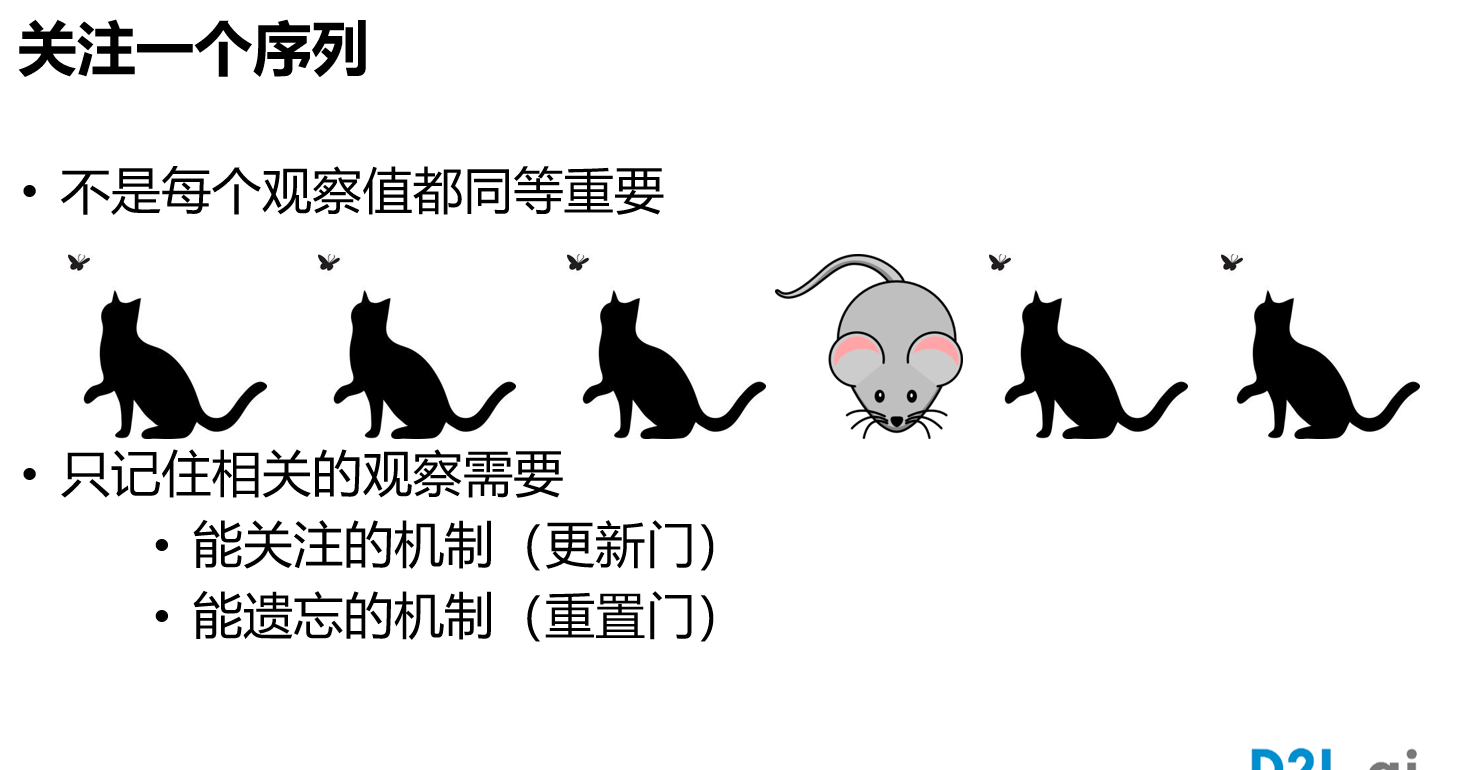 关注一个序列
• 不是每个观察值都同等重要
• 只记住相关的观察需要
• 能关注的机制（更新门）
• 能遗忘的机制（重置门）